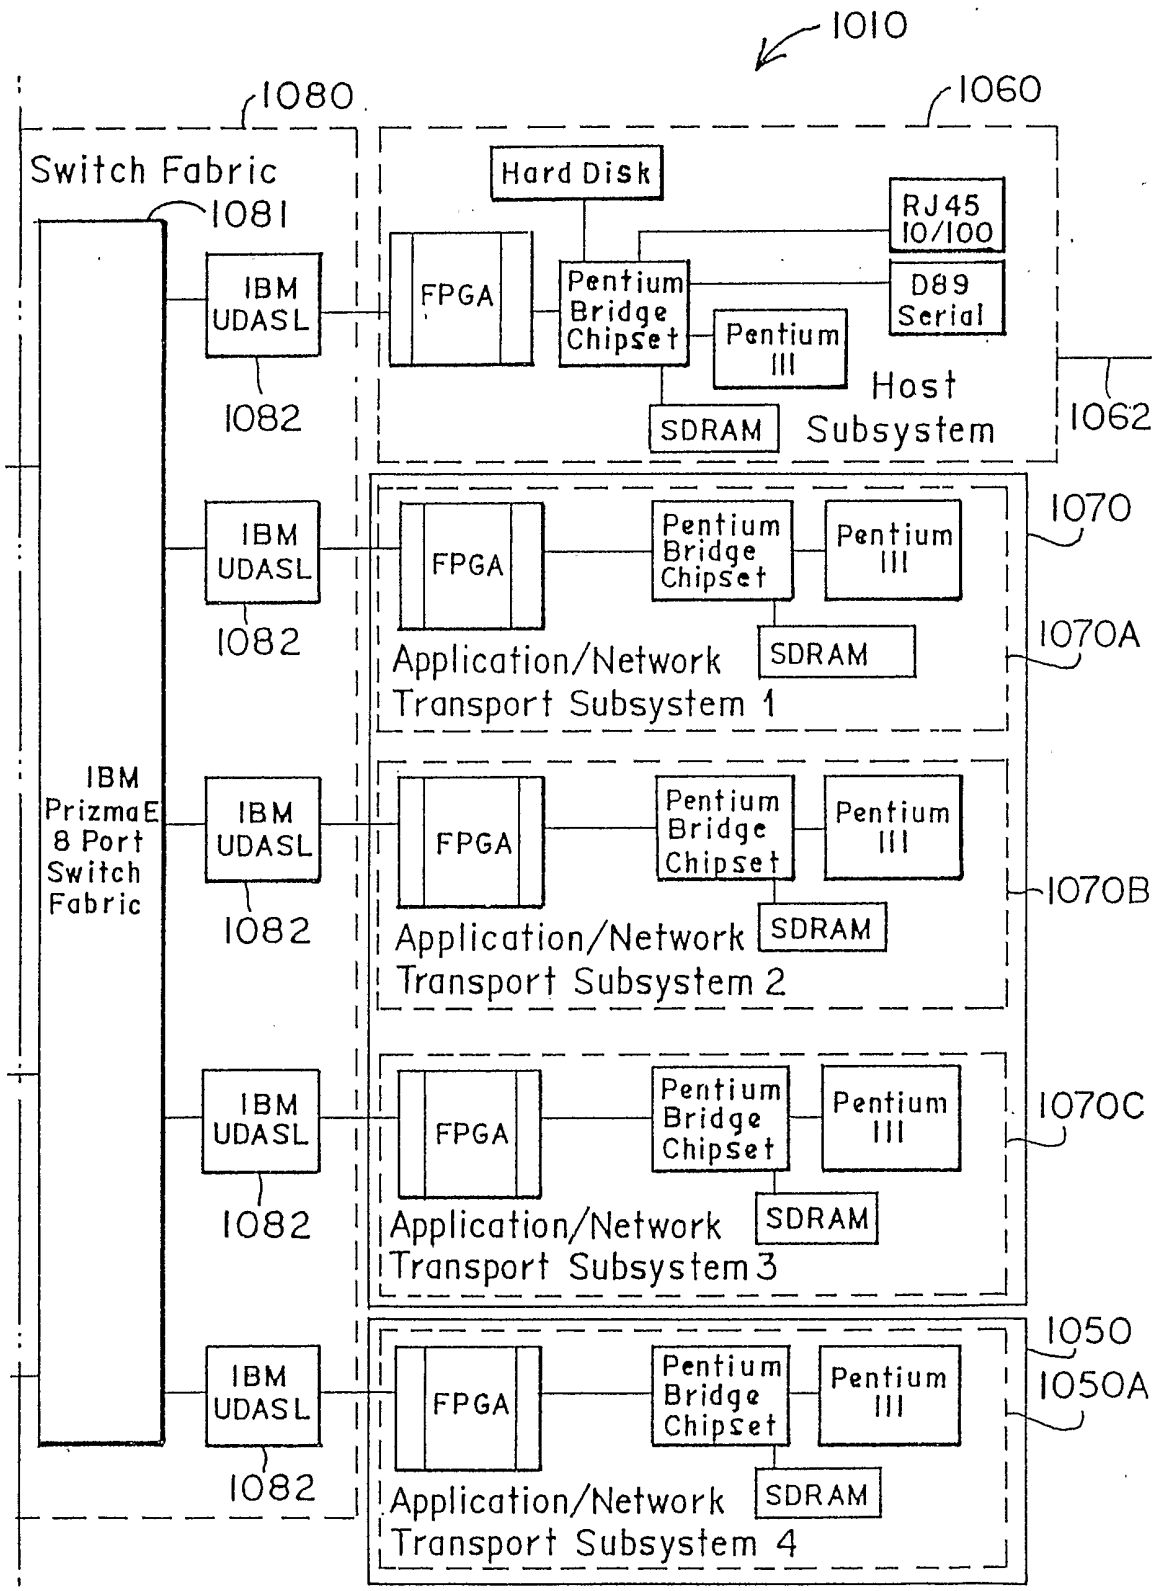 1010
1080
1060
Switch Fabric
1081
IBM
PrizmaE
8 Port
Switch
Fabric
IBM
UDASL
1082
FPGA
Hard Disk
Pentium
Bridge
Chipset
RJ45
10/100
D89
Serial
Pentium
III
SDRAM
Host
Subsystem
1062
IBM
UDASL
1082
FPGA
Pentium
Bridge
Chipset
Pentium
III
SDRAM
Application/Network
Transport Subsystem 1
1070
1070A
IBM
UDASL
1082
FPGA
Pentium
Bridge
Chipset
Pentium
III
SDRAM
Application/Network
Transport Subsystem 2
1070B
IBM
UDASL
1082
FPGA
Pentium
Bridge
Chipset
Pentium
III
SDRAM
Application/Network
Transport Subsystem 3
1070C
IBM
UDASL
1082
FPGA
Pentium
Bridge
Chipset
Pentium
III
SDRAM
Application/Network
Transport Subsystem 4
1050
1050A